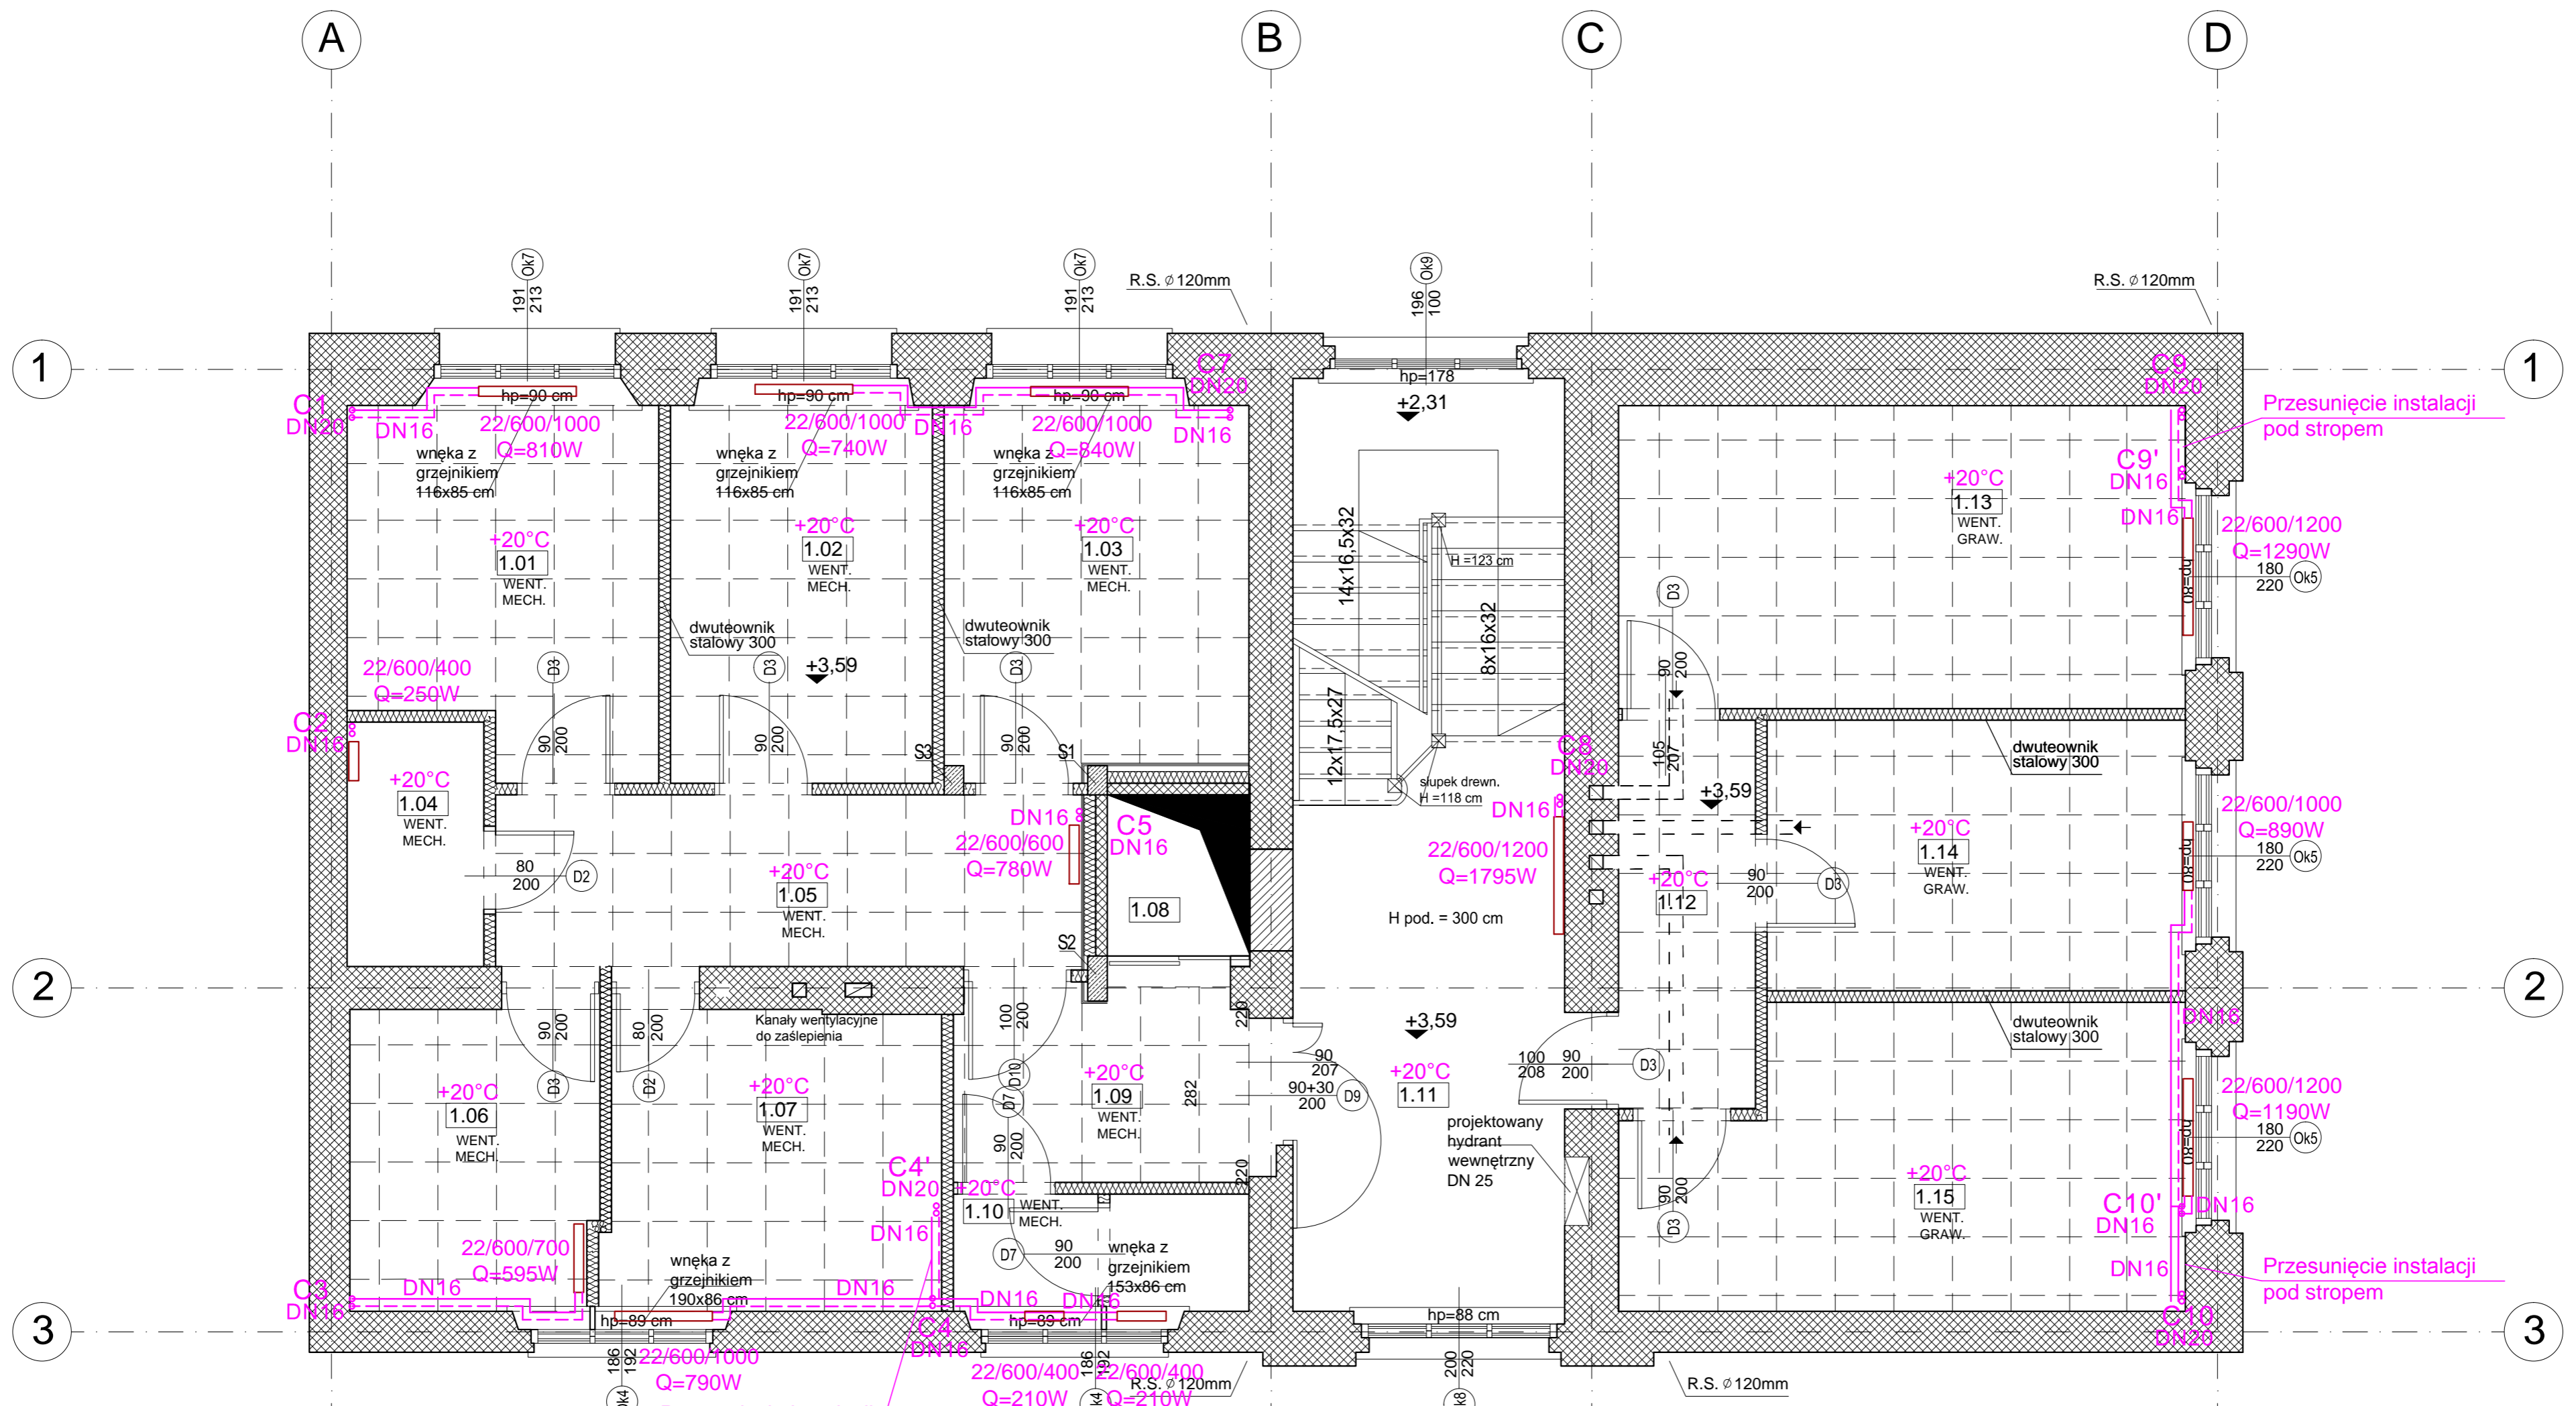 A
B
C
D
Ok7
191
213
Ok7
191
213
Ok7
191
213
R.S. ⌀120mm
Ok9
196
100
R.S. ⌀120mm
1
1
C1
DN20
DN16
hp=90 cm
22/600/1000
Q=810W
wnęka z
grzejnikiem
116x85 cm
hp=90 cm
22/600/1000
Q=740W
wnęka z
grzejnikiem
116x85 cm
DN16
hp=90 cm
22/600/1000
Q=840W
wnęka z
grzejnikiem
116x85 cm
DN16
C7
DN20
hp=178
+2,31
C9
DN20
Przesunięcie instalacji
pod stropem
C9'
DN16
DN16
+20°C
1.01
WENT.
MECH.
+20°C
1.02
WENT.
MECH.
+20°C
1.03
WENT.
MECH.
14x16,5x32
H =123 cm
8x16x32
12x17,5x27
słupek drewn.
H =118 cm
+20°C
1.13
WENT.
GRAW.
22/600/1200
Q=1290W
hp=80
180
220
Ok5
dwuteownik
stalowy 300
dwuteownik
stalowy 300
+3,59
22/600/400
Q=250W
D3
90
200
D3
90
200
D3
90
200
D3
90
200
S3
S1
C2
DN16
+20°C
1.04
WENT.
MECH.
80
200
D2
+20°C
1.05
WENT.
MECH.
DN16
22/600/600
Q=780W
C5
DN16
1.08
S2
C8
DN20
DN16
22/600/1200
Q=1795W
H pod. = 300 cm
105
207
+3,59
+20°C
1.12
90
200
D3
dwuteownik
stalowy 300
+20°C
1.14
WENT.
GRAW.
22/600/1000
Q=890W
hp=80
180
220
Ok5
2
2
Kanały wentylacyjne
do zaślepienia
90
200
D3
80
200
D2
100
200
D10
D7
90
200
+20°C
1.06
WENT.
MECH.
+20°C
1.07
WENT.
MECH.
+20°C
1.09
WENT.
MECH.
282
220
220
90
207
90+30
200
D9
+3,59
+20°C
1.11
100
208
90
200
D3
dwuteownik
stalowy 300
DN16
22/600/1200
Q=1190W
hp=80
180
220
Ok5
projektowany
hydrant
wewnętrzny
DN 25
90
200
D3
+20°C
1.15
WENT.
GRAW.
C10'
DN16
DN16
DN16
Przesunięcie instalacji
pod stropem
C10
DN20
C4'
DN20
DN16
+20°C
1.10
WENT.
MECH.
D7
90
200
wnęka z
grzejnikiem
153x86 cm
22/600/700
Q=595W
wnęka z
grzejnikiem
190x86 cm
C3
DN16
DN16
DN16
DN16
DN16
C4
DN16
hp=89 cm
hp=89 cm
hp=88 cm
3
3
186
192
22/600/1000
Q=790W
22/600/400
Q=210W
186
192
22/600/400
Q=210W
R.S. ⌀120mm
200
220
R.S. ⌀120mm